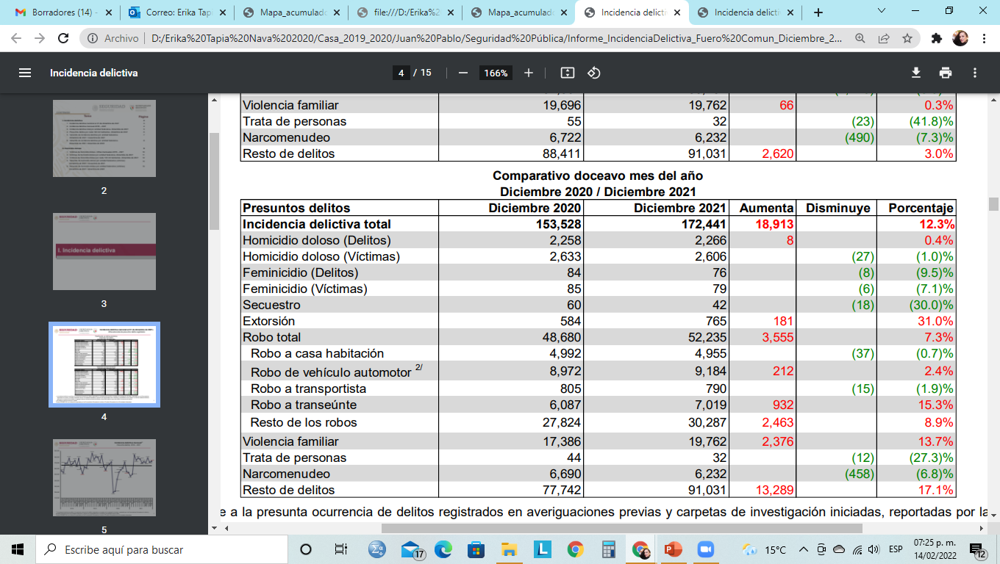 Borradores (14) -
Correo: Erika Tapi
Mapa_acumulado
file:///D:/Erika%2
Mapa_acumulado
Incidencia delicti
Incidencia delicti
Archivo | D:/Erika%20Tapia%20Nava%202020/Casa_2019_2020/Juan%20Pablo/Seguridad%20Pública/Informe_IncidenciaDelictiva_Fuero%20Comun_Diciembre_2...
Incidencia delictiva
4 / 15
166%
2
I. Incidencia delictiva
3
4
5
Violencia familiar 19,696 19,762 66 0.3%
Trata de personas 55 32 (23) (41.8)%
Narcomenudeo 6,722 6,232 (490) (7.3)%
Resto de delitos 88,411 91,031 2,620 3.0%
Comparativo doceavo mes del año
Diciembre 2020 / Diciembre 2021
Presuntos delitos Diciembre 2020 Diciembre 2021 Aumenta Disminuye Porcentaje
Incidencia delictiva total 153,528 172,441 18,913 12.3%
Homicidio doloso (Delitos) 2,258 2,266 8 0.4%
Homicidio doloso (Víctimas) 2,633 2,606 (27) (1.0)%
Feminicidio (Delitos) 84 76 (8) (9.5)%
Feminicidio (Víctimas) 85 79 (6) (7.1)%
Secuestro 60 42 (18) (30.0)%
Extorsión 584 765 181 31.0%
Robo total 48,680 52,235 3,555 7.3%
Robo a casa habitación 4,992 4,955 (37) (0.7)%
Robo de vehículo automotor 2/ 8,972 9,184 212 2.4%
Robo a transportista 805 790 (15) (1.9)%
Robo a transeúnte 6,087 7,019 932 15.3%
Resto de los robos 27,824 30,287 2,463 8.9%
Violencia familiar 17,386 19,762 2,376 13.7%
Trata de personas 44 32 (12) (27.3)%
Narcomenudeo 6,690 6,232 (458) (6.8)%
Resto de delitos 77,742 91,031 13,289 17.1%
e a la presunta ocurrencia de delitos registrados en averiguaciones previas y carpetas de investigación iniciadas, reportadas por la
Escribe aquí para buscar
17
15°C
ESP
07:25 p. m.
14/02/2022
12